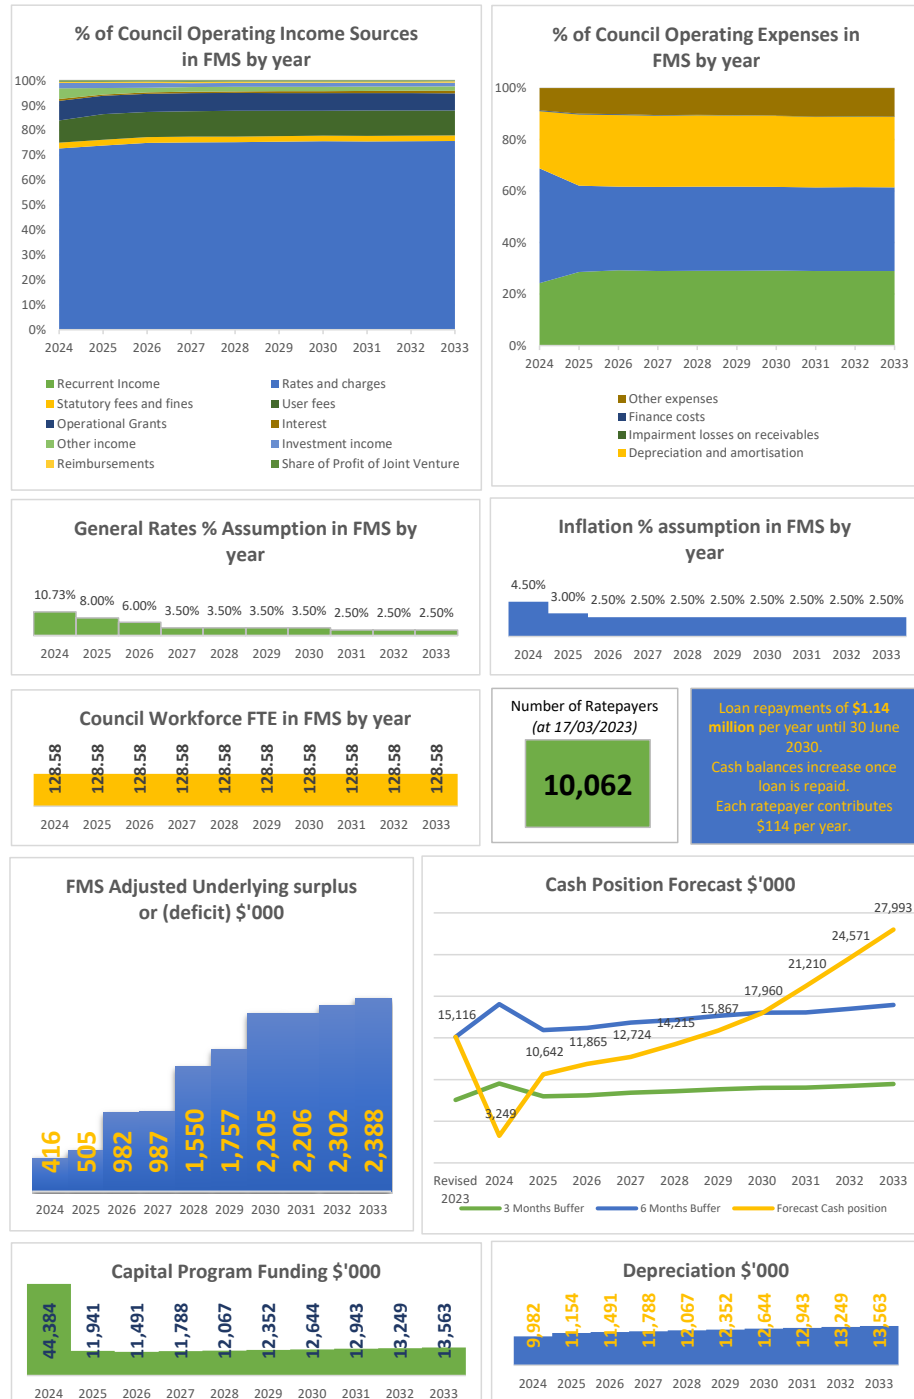 % of Council Operating Income Sources
in FMS by year
100%
90%
80%
70%
60%
50%
40%
30%
20%
10%
0%
2024 2025 2026 2027 2028 2029 2030 2031 2032 2033
Recurrent Income Rates and charges
Statutory fees and fines User fees
Operational Grants Interest
Other income Investment income
Reimbursements Share of Profit of Joint Venture
% of Council Operating Expenses in
FMS by year
100%
80%
60%
40%
20%
0%
2024 2025 2026 2027 2028 2029 2030 2031 2032 2033
Other expenses
Finance costs
Impairment losses on receivables
Depreciation and amortisation
General Rates % Assumption in FMS by
year
10.73% 8.00% 6.00% 3.50% 3.50% 3.50% 3.50% 2.50% 2.50% 2.50%
2024 2025 2026 2027 2028 2029 2030 2031 2032 2033
Inflation % assumption in FMS by
year
4.50% 3.00% 2.50% 2.50% 2.50% 2.50% 2.50% 2.50% 2.50% 2.50%
2024 2025 2026 2027 2028 2029 2030 2031 2032 2033
Council Workforce FTE in FMS by year
128.58 128.58 128.58 128.58 128.58 128.58 128.58 128.58 128.58 128.58
2024 2025 2026 2027 2028 2029 2030 2031 2032 2033
Number of Ratepayers
(at 17/03/2023)
10,062
Loan repayments of $1.14
million per year until 30 June
2030.
Cash balances increase once
loan is repaid.
Each ratepayer contributes
$114 per year.
FMS Adjusted Underlying surplus
or (deficit) $'000
416 505 982 987 1,550 1,757 2,205 2,206 2,302 2,388
2024 2025 2026 2027 2028 2029 2030 2031 2032 2033
Cash Position Forecast $'000
15,116 3,249 10,642 11,865 12,724 14,215 15,867 17,960 21,210 24,571 27,993
Revised 2024 2025 2026 2027 2028 2029 2030 2031 2032 2033
2023
3 Months Buffer 6 Months Buffer Forecast Cash position
Capital Program Funding $'000
44,384 11,941 11,491 11,788 12,067 12,352 12,644 12,943 13,249 13,563
2024 2025 2026 2027 2028 2029 2030 2031 2032 2033
Depreciation $'000
9,982 11,154 11,491 11,788 12,067 12,352 12,644 12,943 13,249 13,563
2024 2025 2026 2027 2028 2029 2030 2031 2032 2033